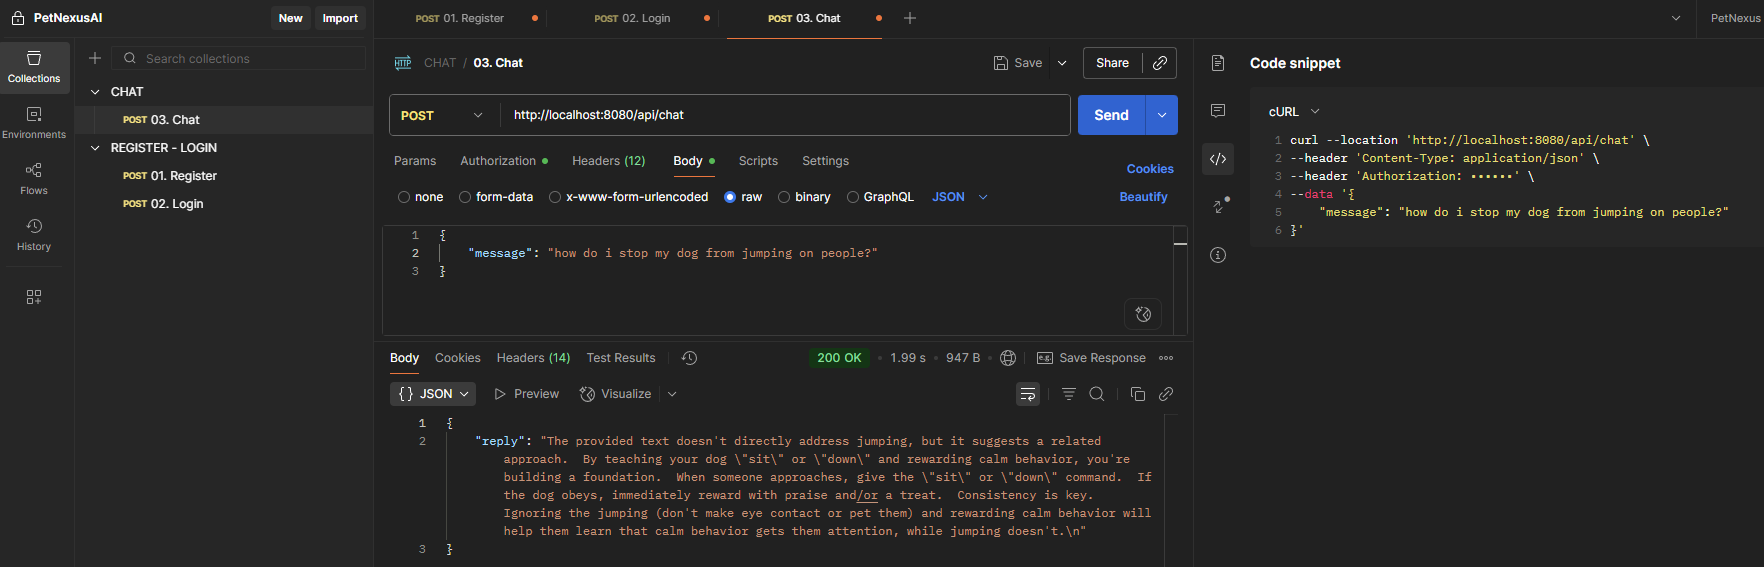 PetNexusAI
New
Import
POST 01. Register
POST 02. Login
POST 03. Chat
PetNexus
Collections
Environments
Flows
History
Search collections
CHAT
POST 03. Chat
REGISTER - LOGIN
POST 01. Register
POST 02. Login
HTTP CHAT / 03. Chat
Save
Share
POST
http://localhost:8080/api/chat
Send
Params Authorization Headers (12) Body Scripts Settings
Cookies
none form-data x-www-form-urlencoded raw binary GraphQL JSON
Beautify
1 {
2 "message": "how do i stop my dog from jumping on people?"
3 }
Body Cookies Headers (14) Test Results
200 OK • 1.99 s • 947 B • e.g. Save Response
{ } JSON Preview Visualize
1 {
2 "reply": "The provided text doesn't directly address jumping, but it suggests a related
approach.  By teaching your dog \"sit\" or \"down\" and rewarding calm behavior, you're
building a foundation.  When someone approaches, give the \"sit\" or \"down\" command.  If
the dog obeys, immediately reward with praise and/or a treat.  Consistency is key.
Ignoring the jumping (don't make eye contact or pet them) and rewarding calm behavior will
help them learn that calm behavior gets them attention, while jumping doesn't.\n"
3 }
Code snippet
cURL
1 curl --location 'http://localhost:8080/api/chat' \
2 --header 'Content-Type: application/json' \
3 --header 'Authorization: ••••••' \
4 --data '{
5 "message": "how do i stop my dog from jumping on people?"
6 }'